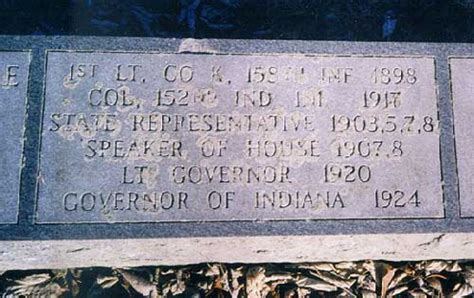 1ST LT. CO K, 158TH INF 1898
COL. 152ND IND INF. 1917
STATE REPRESENTATIVE 1903,5,7,8
SPEAKER OF HOUSE 1907,8
LT GOVERNOR 1920
GOVERNOR OF INDIANA 1924
E